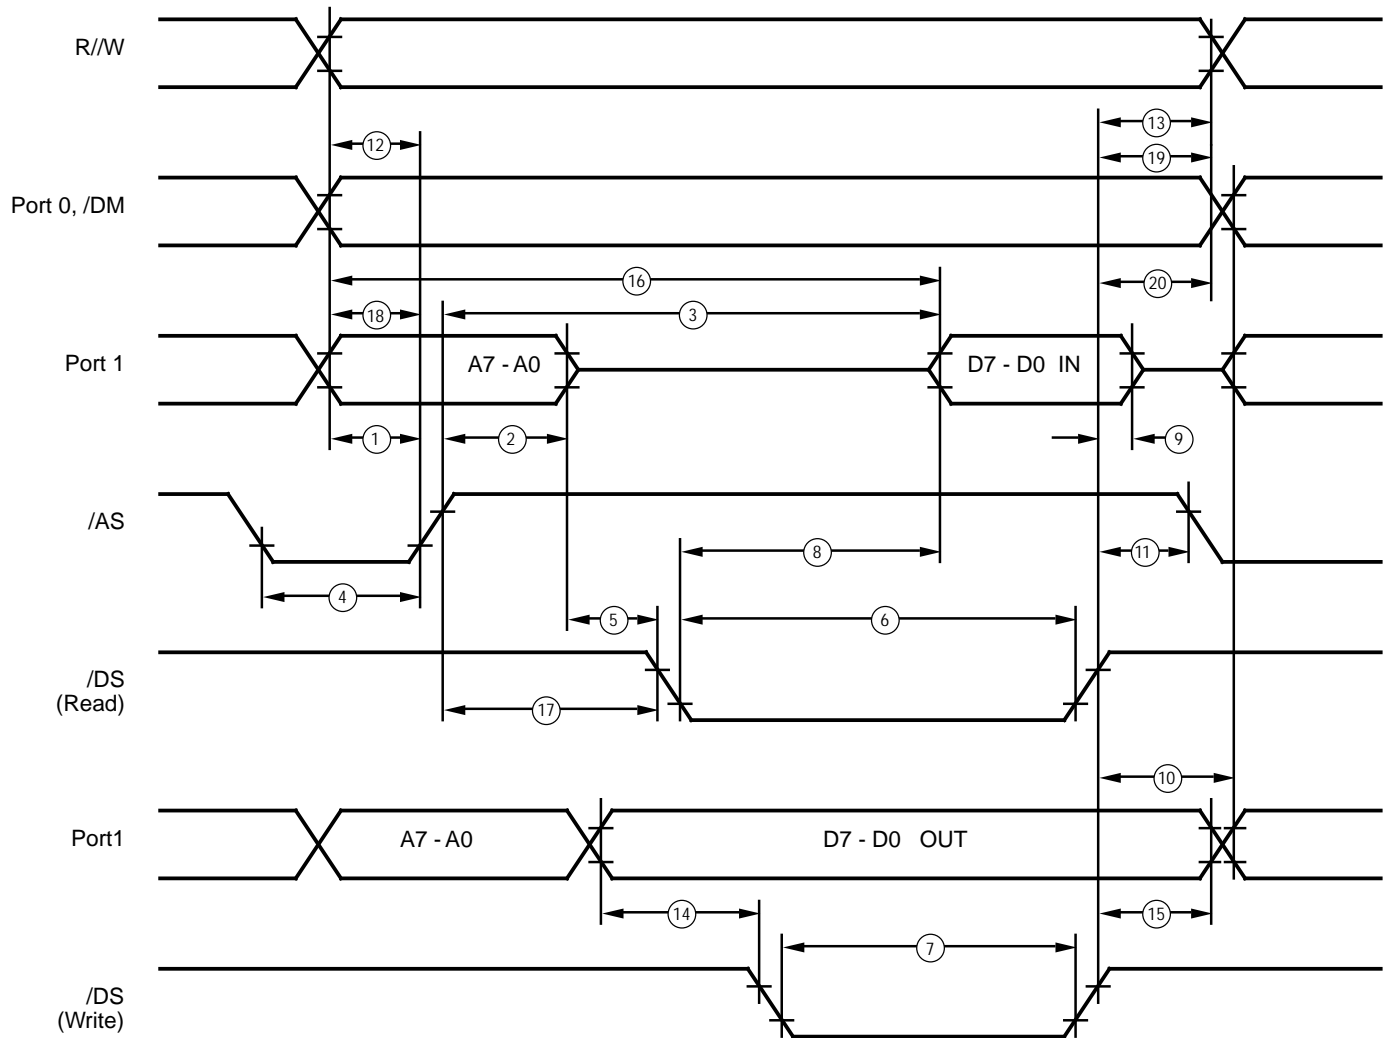 R//W
13
12
19
Port 0, /DM
16
20
18
3
Port 1
A7 - A0
D7 - D0 IN
1
2
9
/AS
8
11
4
5
6
/DS
(Read)
17
10
Port1
A7 - A0
D7 - D0 OUT
14
15
7
/DS
(Write)